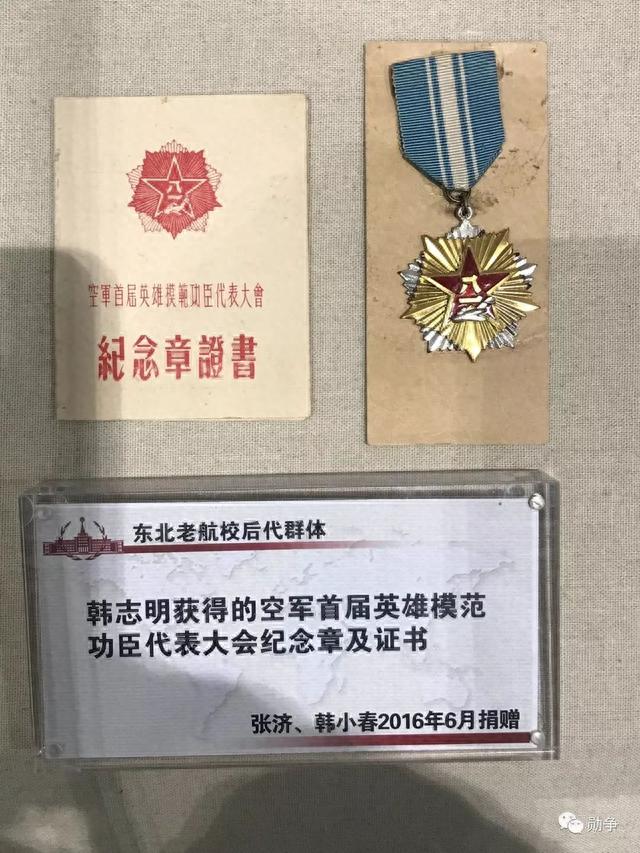 八一
空軍首屆英雄模範功臣代表大會
紀念章證書
八一
东北老航校后代群体
韩志明获得的空军首届英雄模范
功臣代表大会纪念章及证书
张济、韩小春2016年6月捐赠
勋争